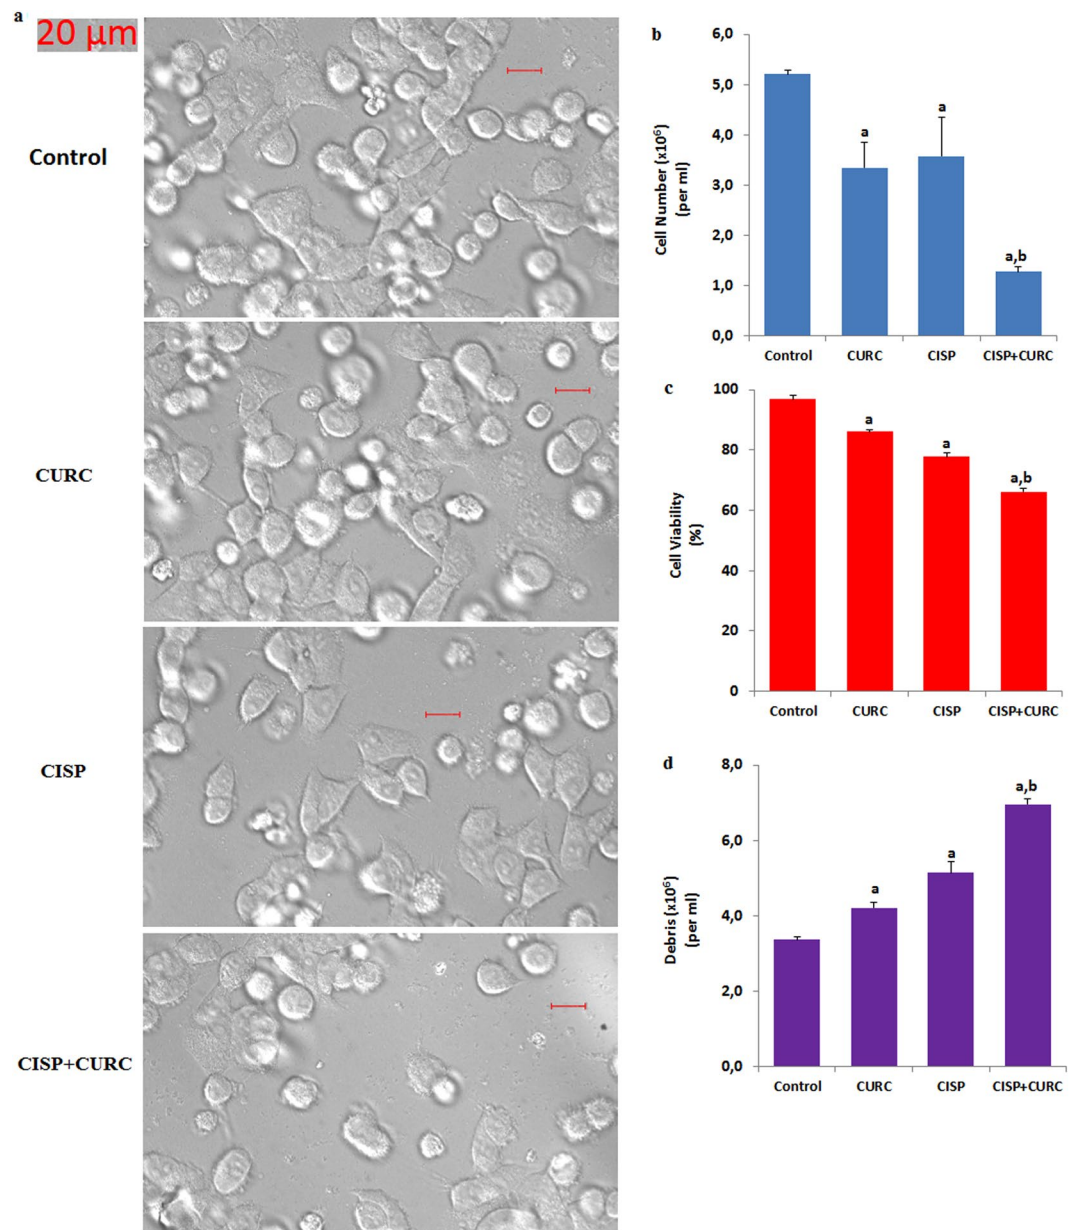 a
20 μm
Control
CURC
CISP
CISP+CURC
b
6,0
5,0
4,0
3,0
2,0
1,0
0,0
Cell Number (x10⁶)
(per ml)
a
a
a,b
Control CURC CISP CISP+CURC
c
100
80
60
40
20
0
Cell Viability
(%)
a
a
a,b
Control CURC CISP CISP+CURC
d
8,0
6,0
4,0
2,0
0,0
Debris (x10⁶)
(per ml)
a
a
a,b
Control CURC CISP CISP+CURC